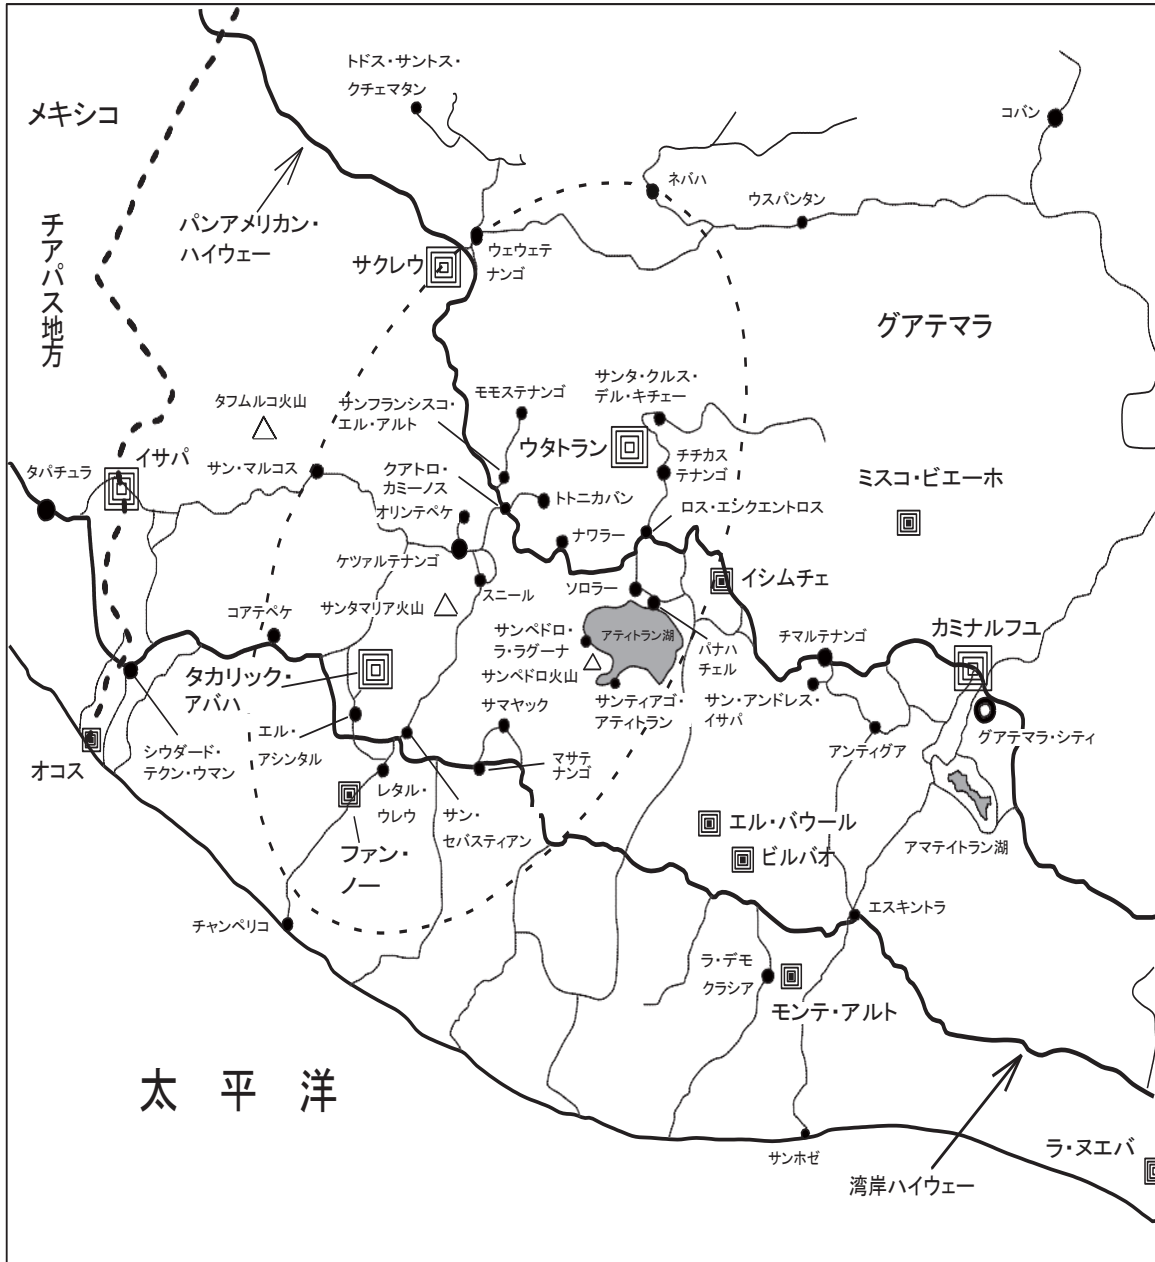 トドス・サントス・
クチェマタン
メキシコ
コバン
チアパス地方
パンアメリカン・
ハイウェー
ネバハ
ウスパンタン
サクレウ
ウェウェテ
ナンゴ
グアテマラ
タフムルコ火山
サンフランシスコ・
エル・アルト
モモステナンゴ
サンタ・クルス・
デル・キチェー
ウタトラン
タパチュラ
イサパ
サン・マルコス
クアトロ・
カミーノス
オリンテペケ
トトニカパン
チチカス
テナンゴ
ミスコ・ビエーホ
ロス・エンクエントロス
ナワラー
ケツァルテナンゴ
スニール
ソロラー
イシムチェ
コアテペケ
サンタマリア火山
サンペドロ・
ラ・ラグーナ
サンペドロ火山
アティトラン湖
パナハ
チェル
チマルテナンゴ
カミナルフユ
タカリック・
アバハ
サマヤック
サンティアゴ・
アティトラン
サン・アンドレス・
イサパ
エル・
アシンタル
アンティグア
グアテマラ・シティ
オコス
シウダード・
テクン・ウマン
マサテ
ナンゴ
レタル・
ウレウ
サン・
セバスティアン
エル・バウール
ビルバオ
アマテイトラン湖
ファン・
ノー
チャンペリコ
エスキントラ
ラ・デモ
クラシア
モンテ・アルト
太平洋
サンホゼ
湾岸ハイウェー
ラ・ヌエバ